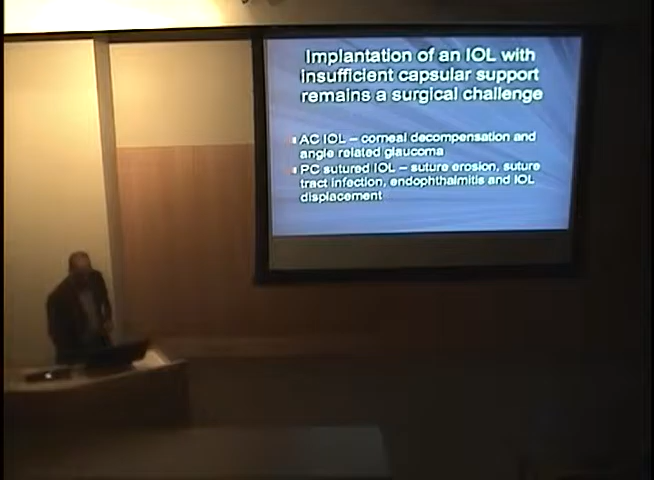 Implantation of an IOL with
insufficient capsular support
remains a surgical challenge
AC IOL – corneal decompensation and
angle related glaucoma
PC sutured IOL – suture erosion, suture
tract infection, endophthalmitis and IOL
displacement